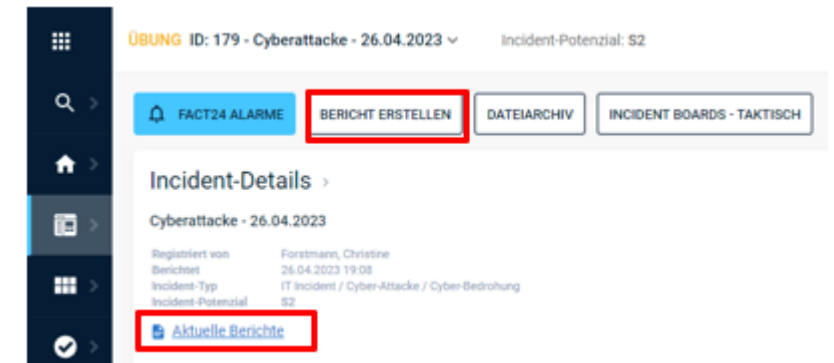 ÜBUNG ID: 179 - Cyberattacke - 26.04.2023 Incident-Potenzial: S2
FACT24 ALARME BERICHT ERSTELLEN DATEIARCHIV INCIDENT BOARDS - TAKTISCH
Incident-Details
Cyberattacke - 26.04.2023
Registriert von Forstmann, Christine
Berichtet 26.04.2023 19:08
Incident-Typ IT Incident / Cyber-Attacke / Cyber-Bedrohung
Incident-Potenzial S2
Aktuelle Berichte